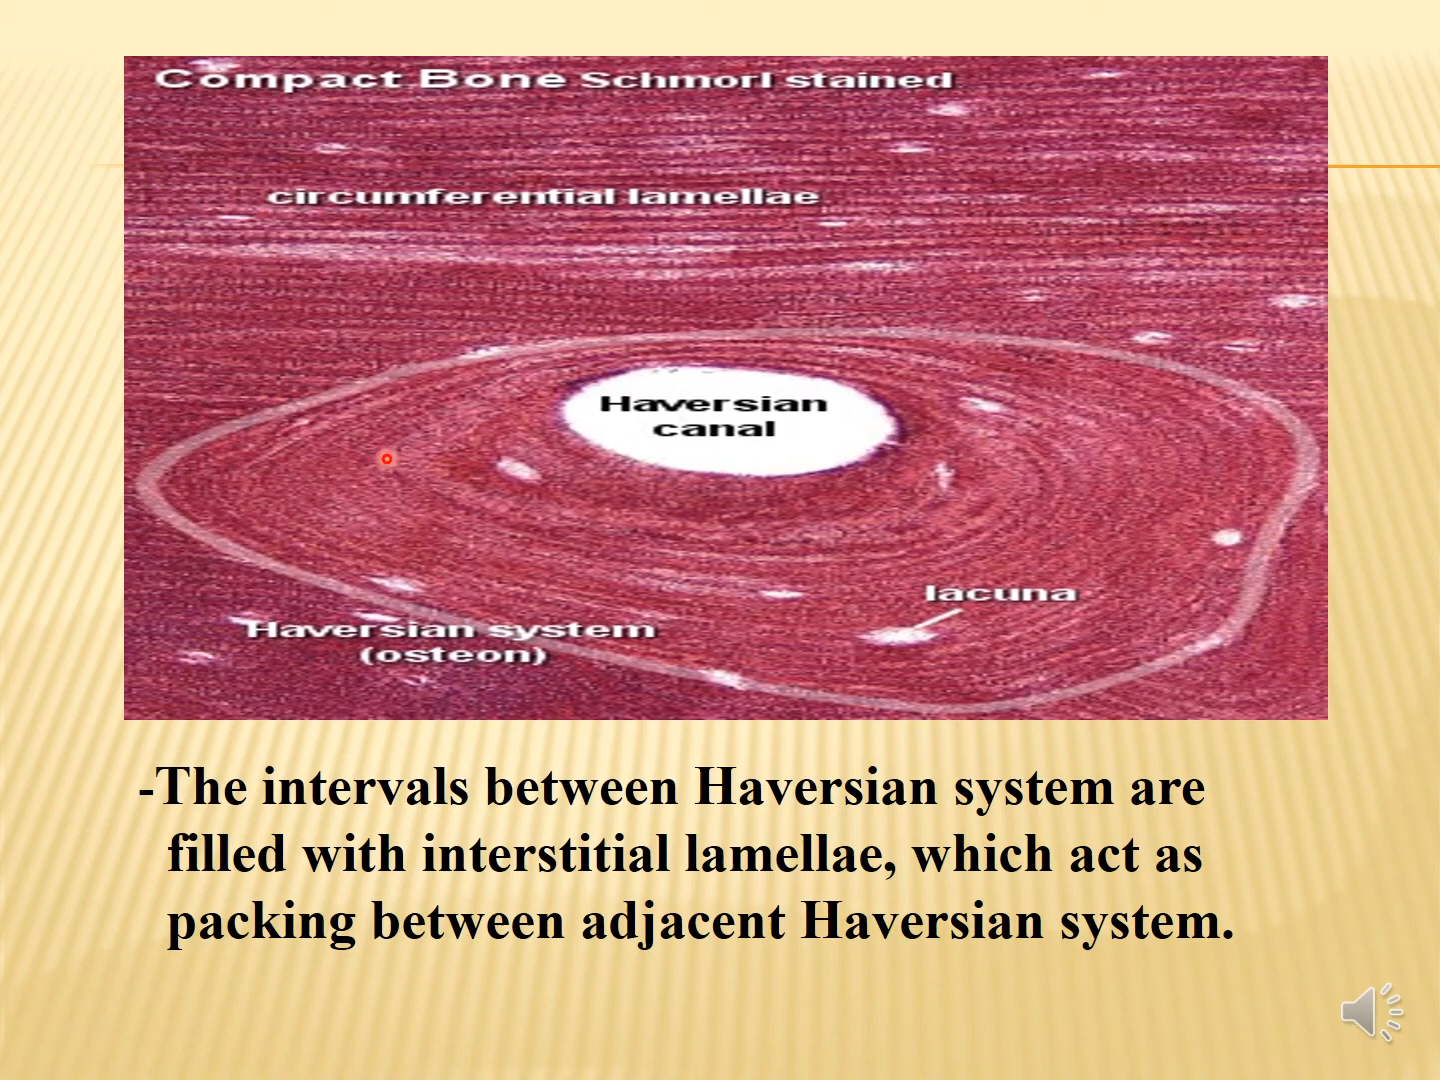 Compact Bone Schmorl stained
circumferential lamellae
Haversian
canal
lacuna
Haversian system
(osteon)
-The intervals between Haversian system are
filled with interstitial lamellae, which act as
packing between adjacent Haversian system.